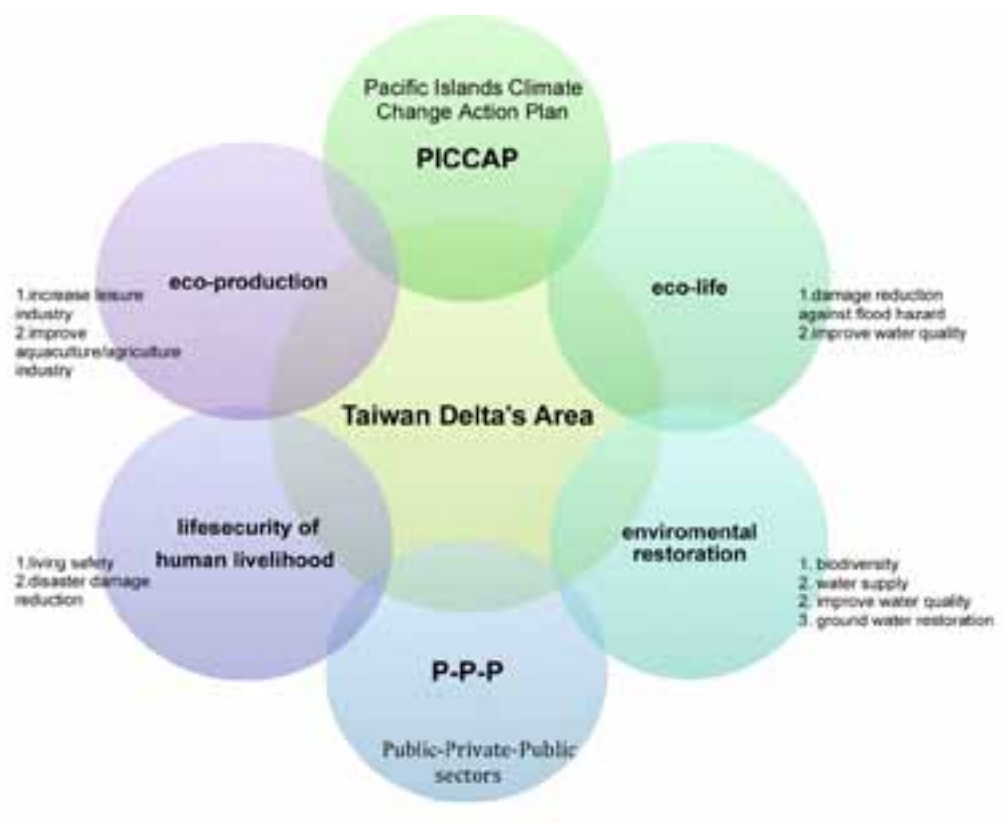 Pacific Islands Climate
Change Action Plan
PICCAP
eco-production
1.increase leisure
industry
2.improve
aquaculture/agriculture
industry
eco-life
1.damage reduction
against flood hazard
2.improve water quality
Taiwan Delta's Area
lifesecurity of
human livelihood
1.living safety
2.disaster damage
reduction
enviromental
restoration
1. biodiversity
2. water supply
2. improve water quality
3. ground water restoration
P-P-P
Public-Private-Public
sectors